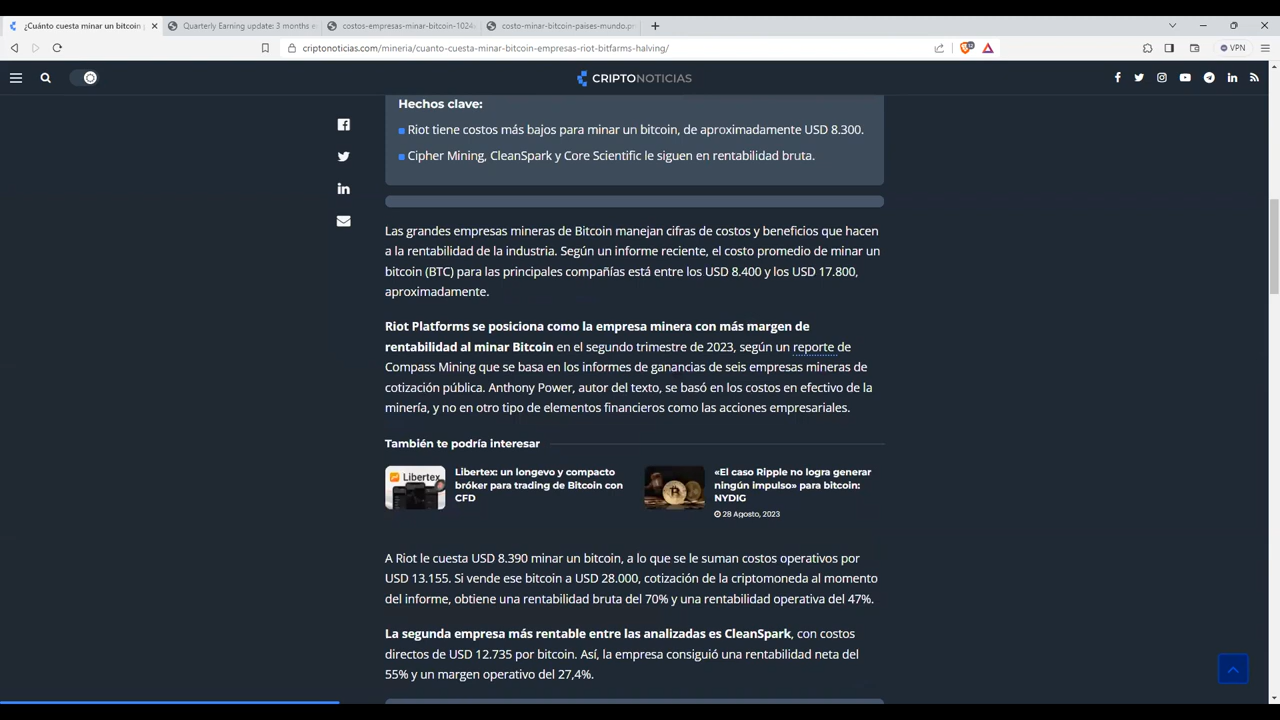 ¿Cuánto cuesta minar un bitcoin
Quarterly Earning update: 3 months e
costos-empresas-minar-bitcoin-1024
costo-minar-bitcoin-paises-mundo.p
criptonoticias.com/mineria/cuanto-cuesta-minar-bitcoin-empresas-riot-bitfarms-halving/
VPN
CRIPTONOTICIAS
Hechos clave:
Riot tiene costos más bajos para minar un bitcoin, de aproximadamente USD 8.300.
Cipher Mining, CleanSpark y Core Scientific le siguen en rentabilidad bruta.
Las grandes empresas mineras de Bitcoin manejan cifras de costos y beneficios que hacen
a la rentabilidad de la industria. Según un informe reciente, el costo promedio de minar un
bitcoin (BTC) para las principales compañías está entre los USD 8.400 y los USD 17.800,
aproximadamente.
Riot Platforms se posiciona como la empresa minera con más margen de
rentabilidad al minar Bitcoin en el segundo trimestre de 2023, según un reporte de
Compass Mining que se basa en los informes de ganancias de seis empresas mineras de
cotización pública. Anthony Power, autor del texto, se basó en los costos en efectivo de la
minería, y no en otro tipo de elementos financieros como las acciones empresariales.
También te podría interesar
Libertex
Libertex: un longevo y compacto
bróker para trading de Bitcoin con
CFD
«El caso Ripple no logra generar
ningún impulso» para bitcoin:
NYDIG
28 Agosto, 2023
A Riot le cuesta USD 8.390 minar un bitcoin, a lo que se le suman costos operativos por
USD 13.155. Si vende ese bitcoin a USD 28.000, cotización de la criptomoneda al momento
del informe, obtiene una rentabilidad bruta del 70% y una rentabilidad operativa del 47%.
La segunda empresa más rentable entre las analizadas es CleanSpark, con costos
directos de USD 12.735 por bitcoin. Así, la empresa consiguió una rentabilidad neta del
55% y un margen operativo del 27,4%.